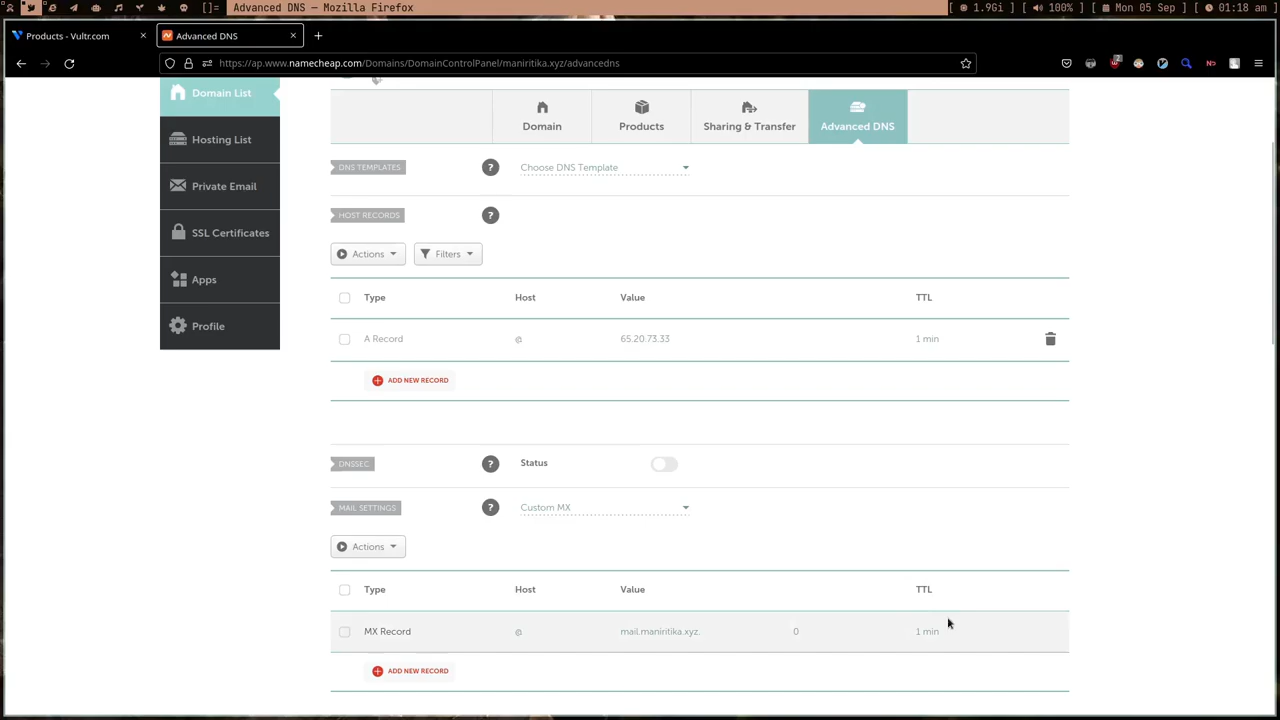 []= Advanced DNS — Mozilla Firefox [ 1.9Gi ] [ 100% ] [ Mon 05 Sep ] [ 01:18 am ]
Products - Vultr.com × Advanced DNS × +
https://ap.www.namecheap.com/Domains/DomainControlPanel/maniritika.xyz/advancedns
Domain List
Hosting List
Private Email
SSL Certificates
Apps
Profile
Domain Products Sharing & Transfer Advanced DNS
DNS TEMPLATES ? Choose DNS Template
HOST RECORDS ?
Actions Filters
Type Host Value TTL
A Record @ 65.20.73.33 1 min
ADD NEW RECORD
DNSSEC ? Status
MAIL SETTINGS ? Custom MX
Actions
Type Host Value TTL
MX Record @ mail.maniritika.xyz. 0 1 min
ADD NEW RECORD